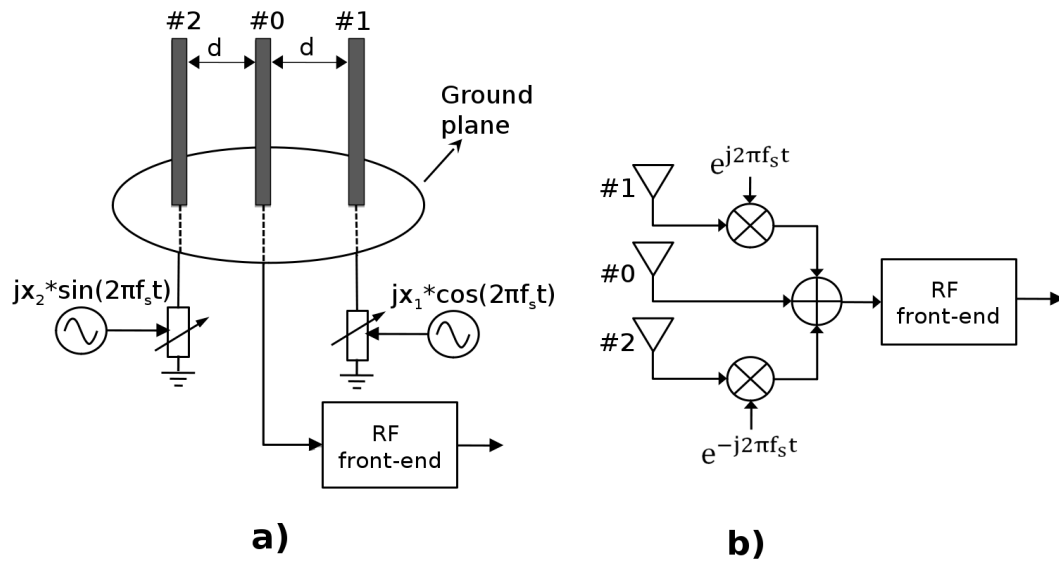 #2 #0 #1
d d
Ground
plane
jx₂*sin(2πfₛt)
jx₁*cos(2πfₛt)
RF
front-end
a)
e^{j2πfₛt}
#1
#0
#2
RF
front-end
e^{-j2πfₛt}
b)